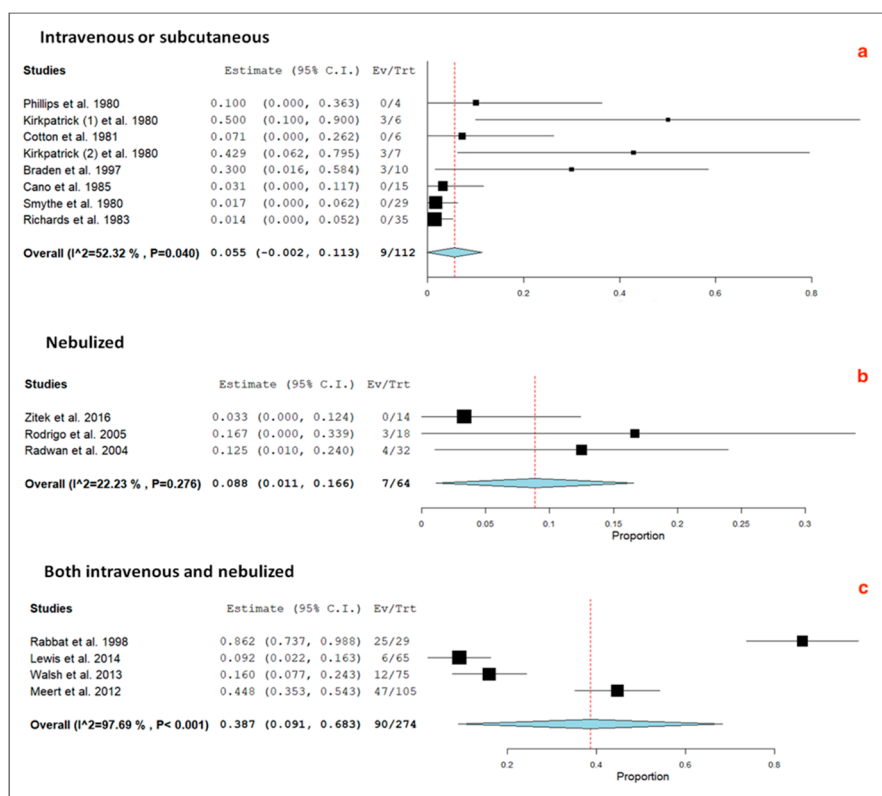 Intravenous or subcutaneous
a
Studies Estimate (95% C.I.) Ev/Trt
Phillips et al. 1980 0.100 (0.000, 0.363) 0/4
Kirkpatrick (1) et al. 1980 0.500 (0.100, 0.900) 3/6
Cotton et al. 1981 0.071 (0.000, 0.262) 0/6
Kirkpatrick (2) et al. 1980 0.429 (0.062, 0.795) 3/7
Braden et al. 1997 0.300 (0.016, 0.584) 3/10
Cano et al. 1985 0.031 (0.000, 0.117) 0/15
Smythe et al. 1980 0.017 (0.000, 0.062) 0/29
Richards et al. 1983 0.014 (0.000, 0.052) 0/35
Overall (I^2=52.32 % , P=0.040) 0.055 (-0.002, 0.113) 9/112
0 0.2 0.4 0.6 0.8
Nebulized
b
Studies Estimate (95% C.I.) Ev/Trt
Zitek et al. 2016 0.033 (0.000, 0.124) 0/14
Rodrigo et al. 2005 0.167 (0.000, 0.339) 3/18
Radwan et al. 2004 0.125 (0.010, 0.240) 4/32
Overall (I^2=22.23 % , P=0.276) 0.088 (0.011, 0.166) 7/64
0 0.05 0.1 0.15 0.2 0.25 0.3
Proportion
Both intravenous and nebulized
c
Studies Estimate (95% C.I.) Ev/Trt
Rabbat et al. 1998 0.862 (0.737, 0.988) 25/29
Lewis et al. 2014 0.092 (0.022, 0.163) 6/65
Walsh et al. 2013 0.160 (0.077, 0.243) 12/75
Meert et al. 2012 0.448 (0.353, 0.543) 47/105
Overall (I^2=97.69 % , P< 0.001) 0.387 (0.091, 0.683) 90/274
0.2 0.4 0.6 0.8
Proportion